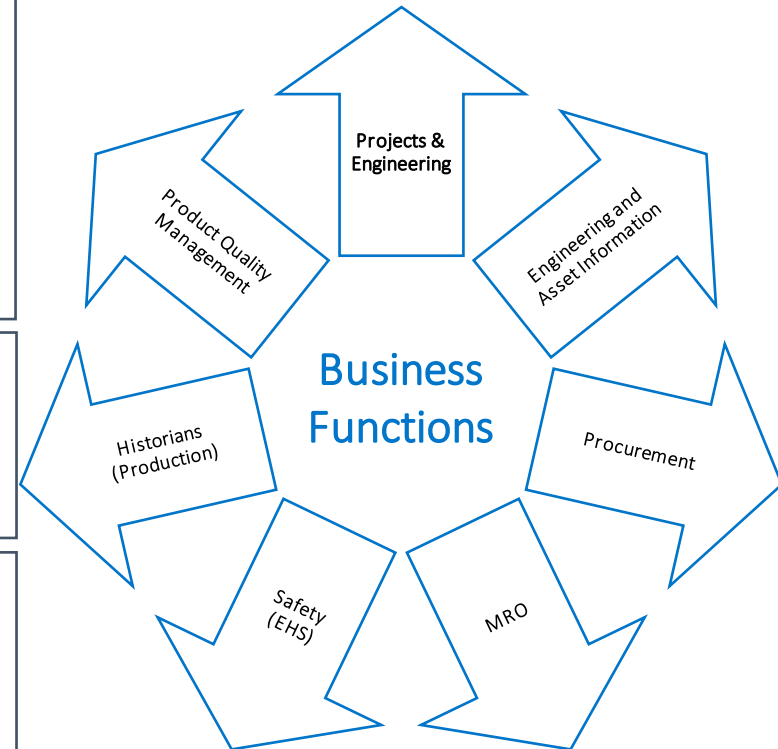 Projects &
Engineering
Engineering and
Asset Information
Procurement
MRO
Safety
(EHS)
Historians
(Production)
Product Quality
Management
Business
Functions